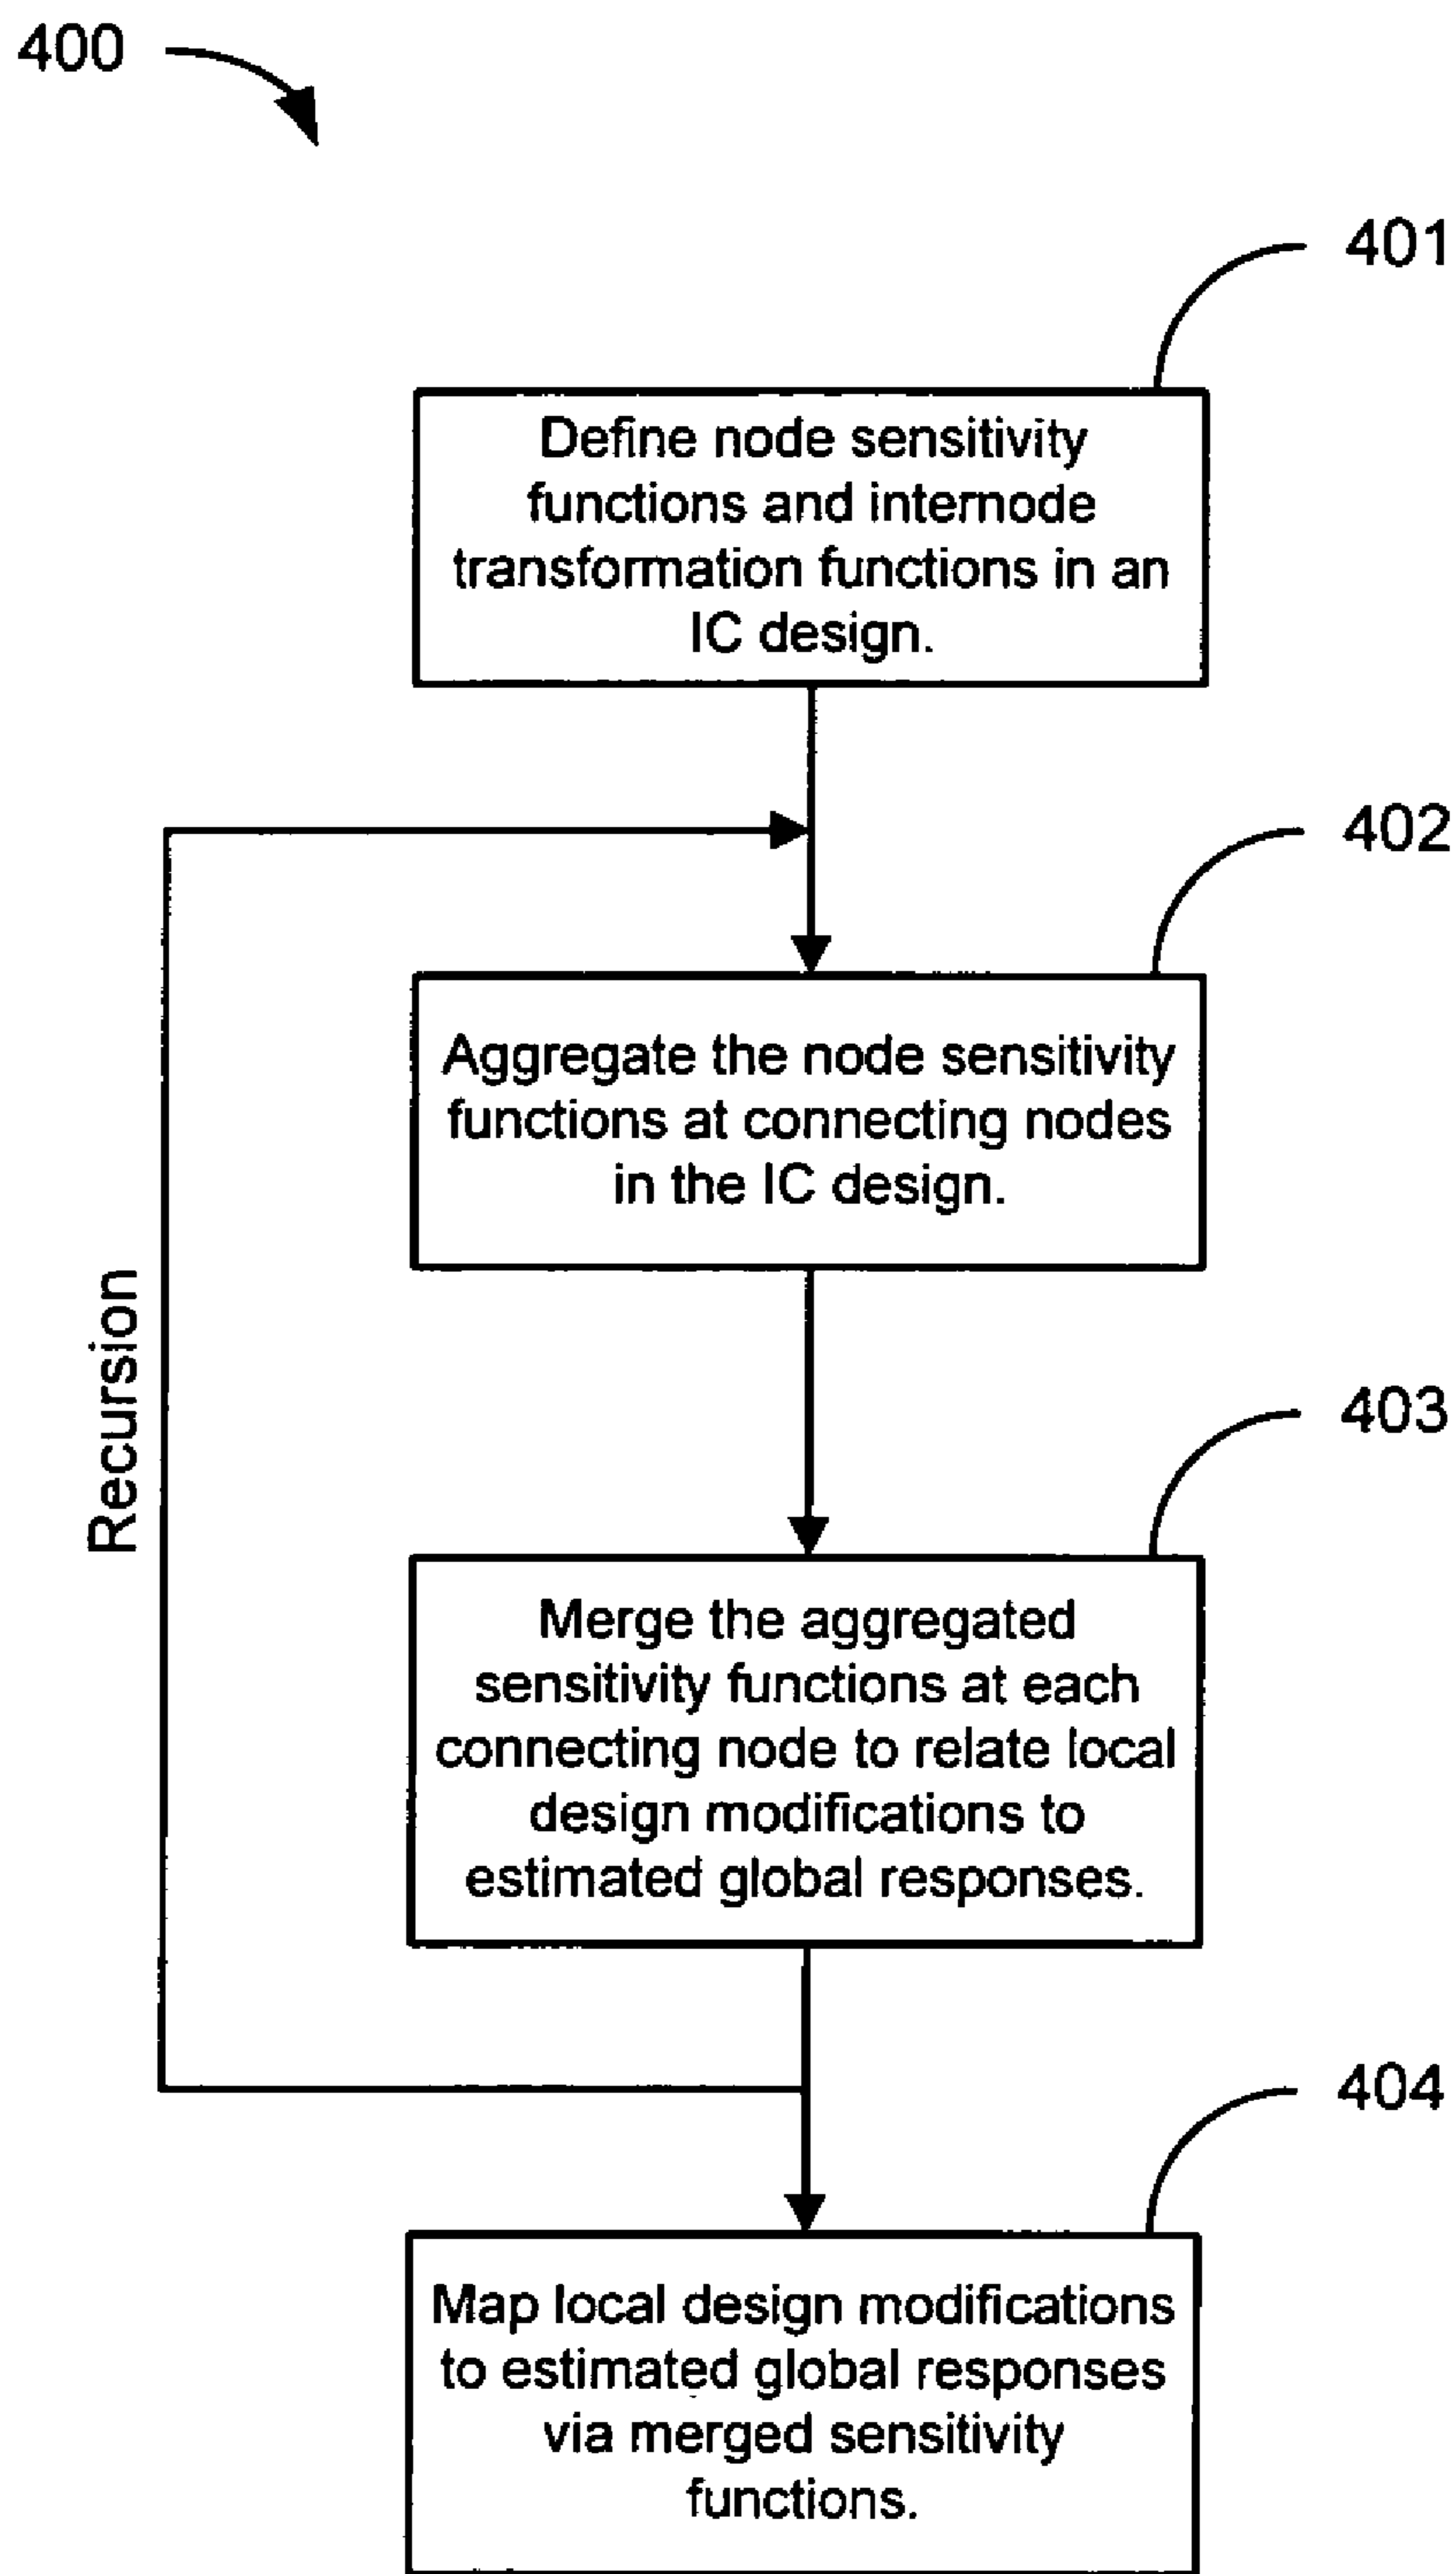 400
401
Define node sensitivity
functions and internode
transformation functions in an
IC design.
402
Aggregate the node sensitivity
functions at connecting nodes
in the IC design.
Recursion
403
Merge the aggregated
sensitivity functions at each
connecting node to relate local
design modifications to
estimated global responses.
404
Map local design modifications
to estimated global responses
via merged sensitivity
functions.